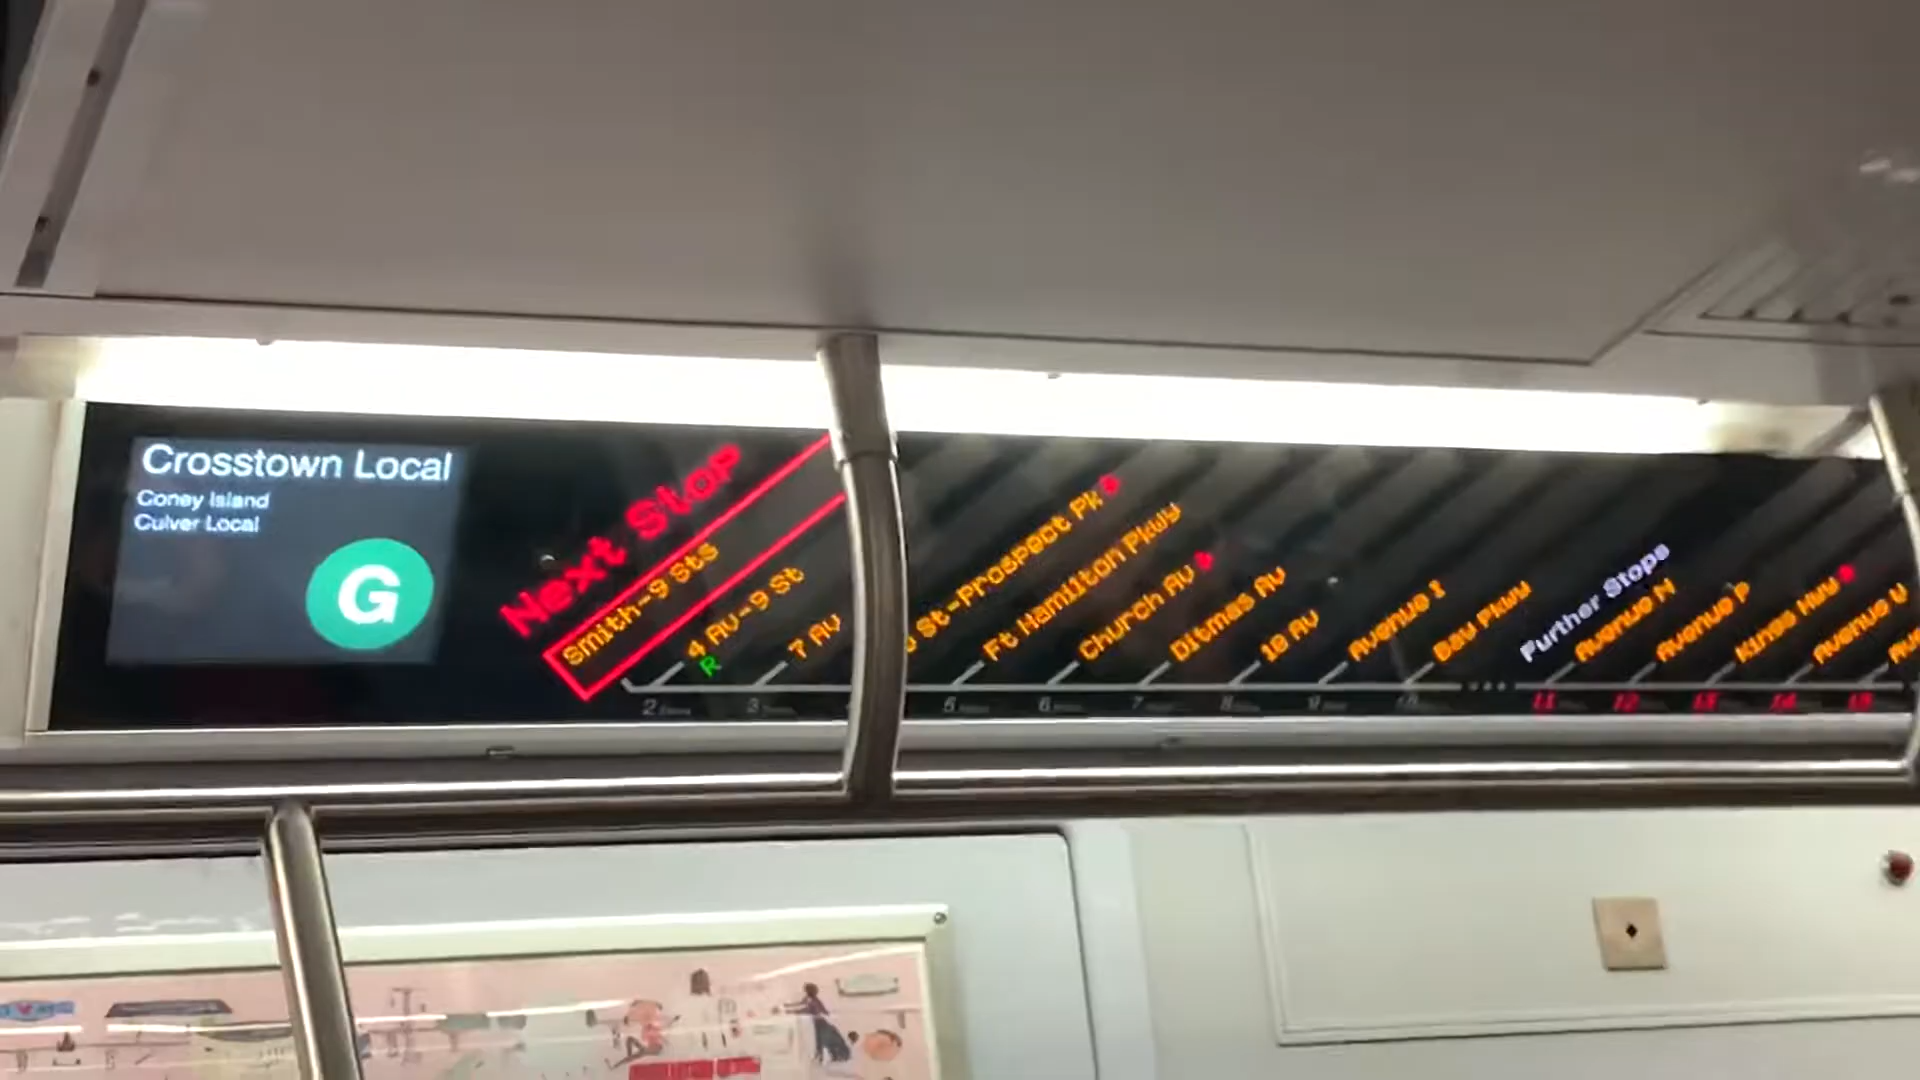 Crosstown Local
Coney Island
Culver Local
G
Next Stop
Smith-9 Sts
4 AV-9 St
R
7 AV
St-Prospect Pk
Ft Hamilton Pkwy
Church AV
Ditmas AV
18 AV
Avenue I
Bay Pkwy
Further Stops
Avenue N
Avenue P
Kings Hwy
Avenue U
2
3
5
6
7
8
9
10
11
12
13
14
15